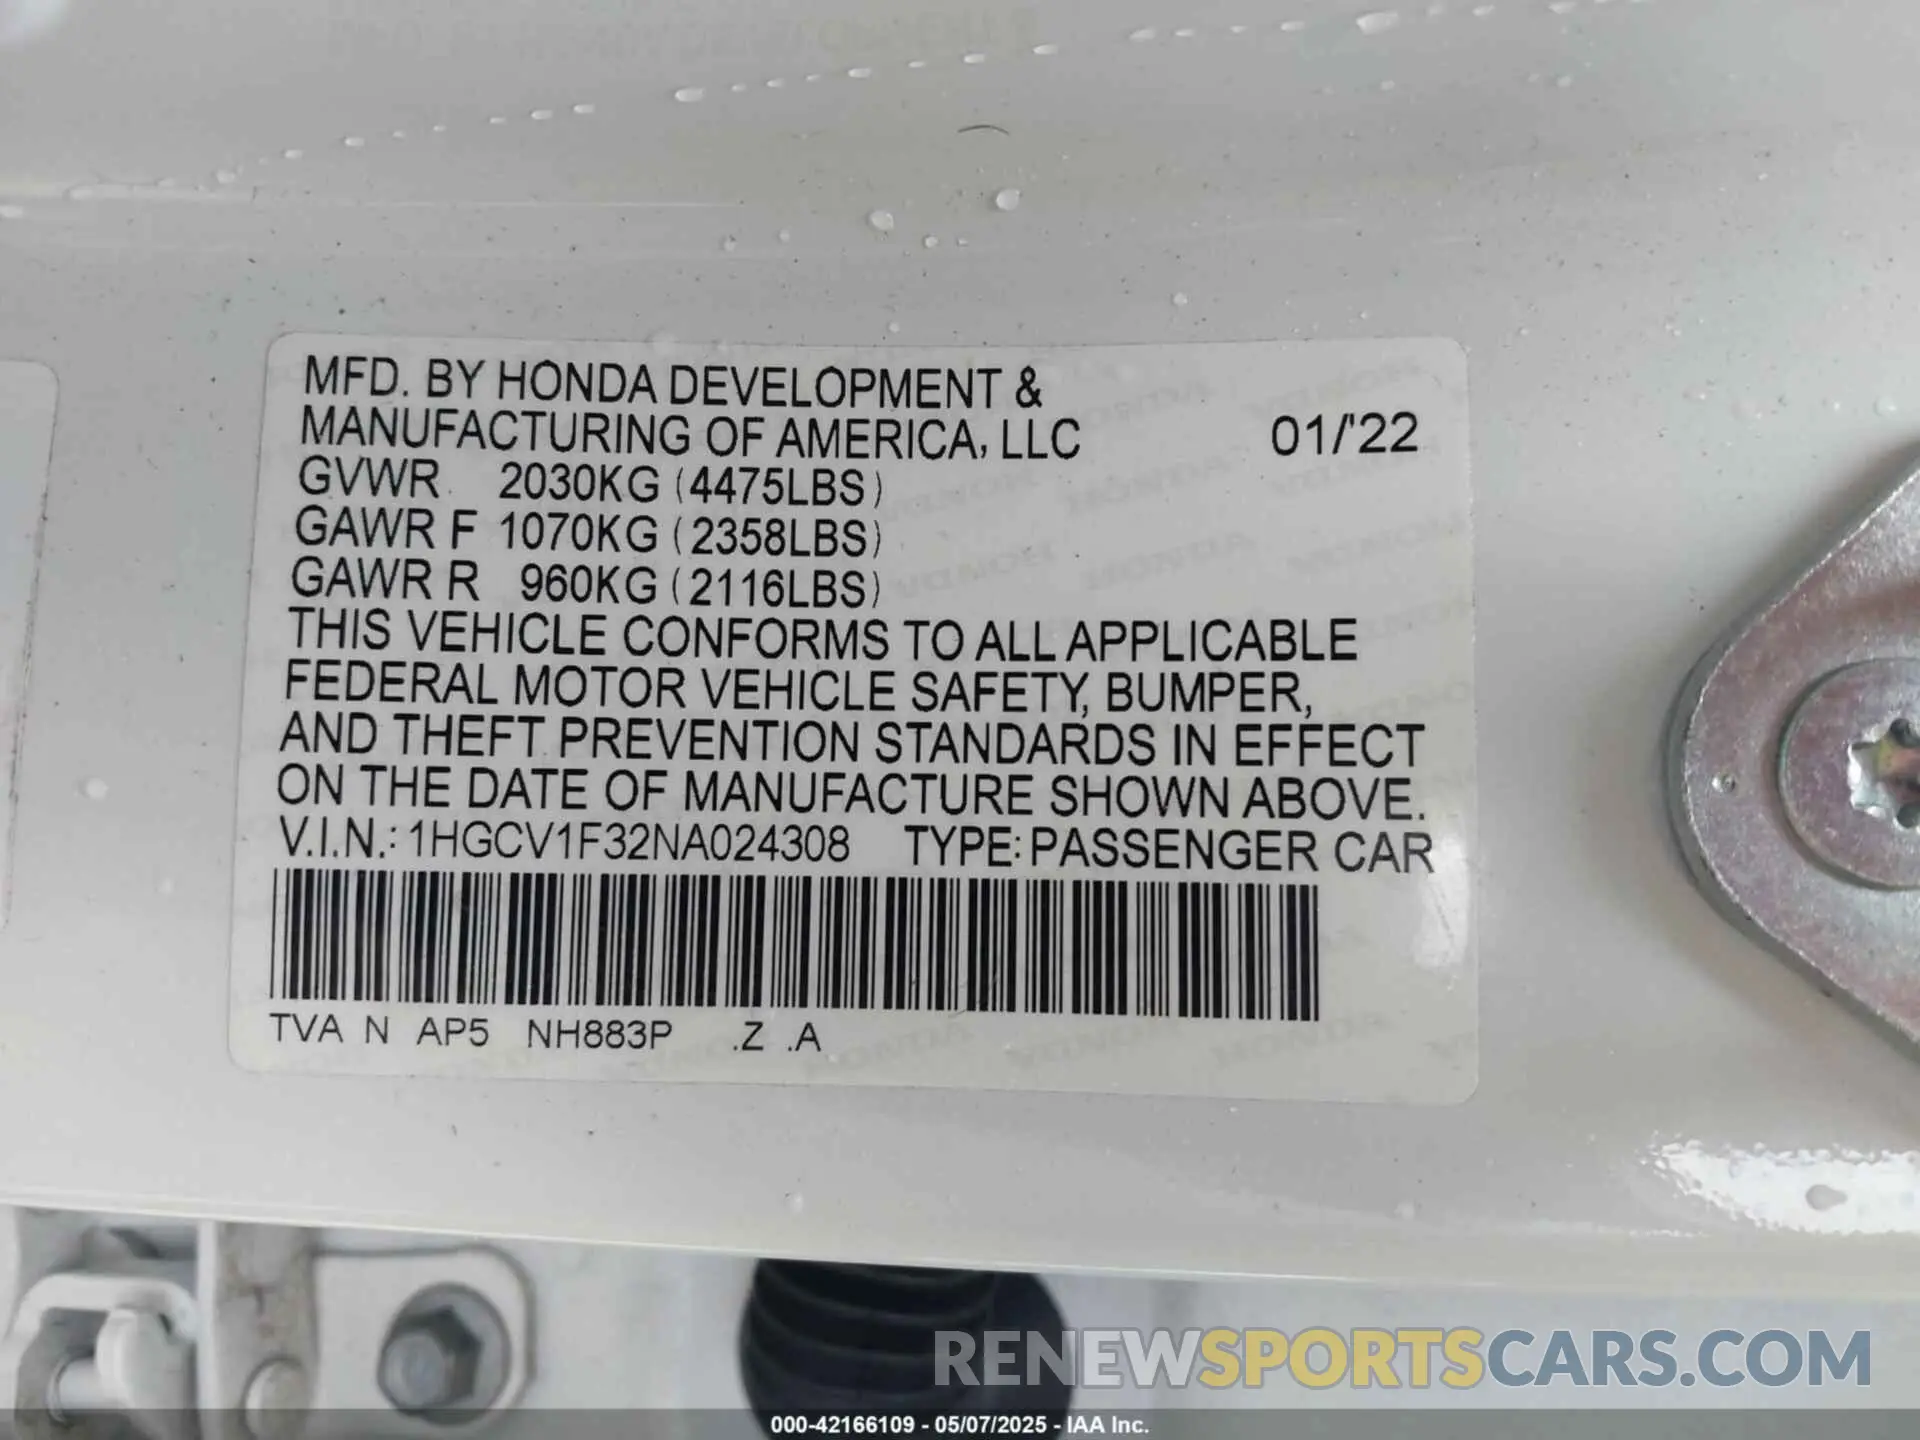 MFD. BY HONDA DEVELOPMENT &
MANUFACTURING OF AMERICA, LLC 01/'22
GVWR 2030KG (4475LBS)
GAWR F 1070KG (2358LBS)
GAWR R 960KG (2116LBS)
THIS VEHICLE CONFORMS TO ALL APPLICABLE
FEDERAL MOTOR VEHICLE SAFETY, BUMPER,
AND THEFT PREVENTION STANDARDS IN EFFECT
ON THE DATE OF MANUFACTURE SHOWN ABOVE.
V.I.N.: 1HGCV1F32NA024308 TYPE: PASSENGER CAR
TVA N AP5 NH883P .Z .A
RENEWSPORTSCARS.COM
000-42166109 - 05/07/2025 - IAA Inc.